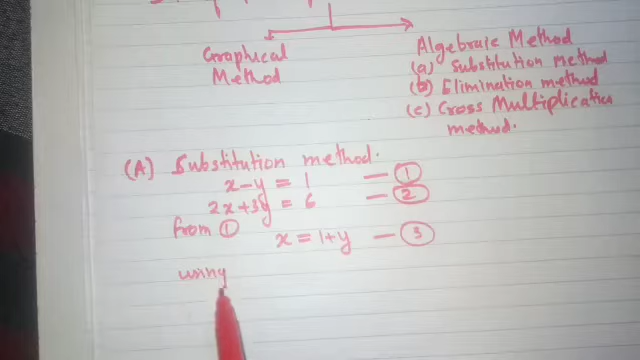 Graphical
Method
Algebraic Method
(a) Substitution method
(b) Elimination method
(c) Cross Multiplication
method.
(A) Substitution method.
x-y = 1 — ①
2x+3y = 6 — ②
from ①
x = 1+y — ③
using